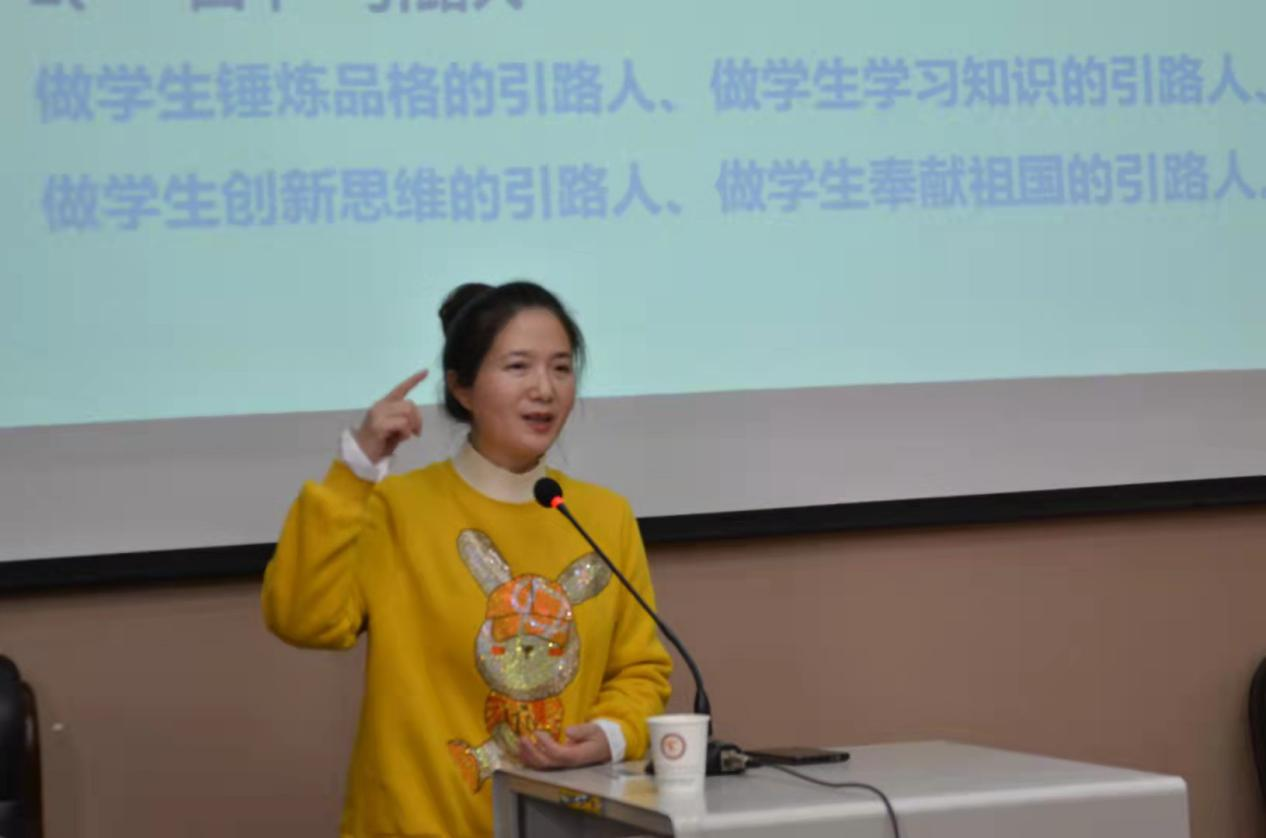 做学生锤炼品格的引路人、做学生学习知识的引路人、
做学生创新思维的引路人、做学生奉献祖国的引路人。